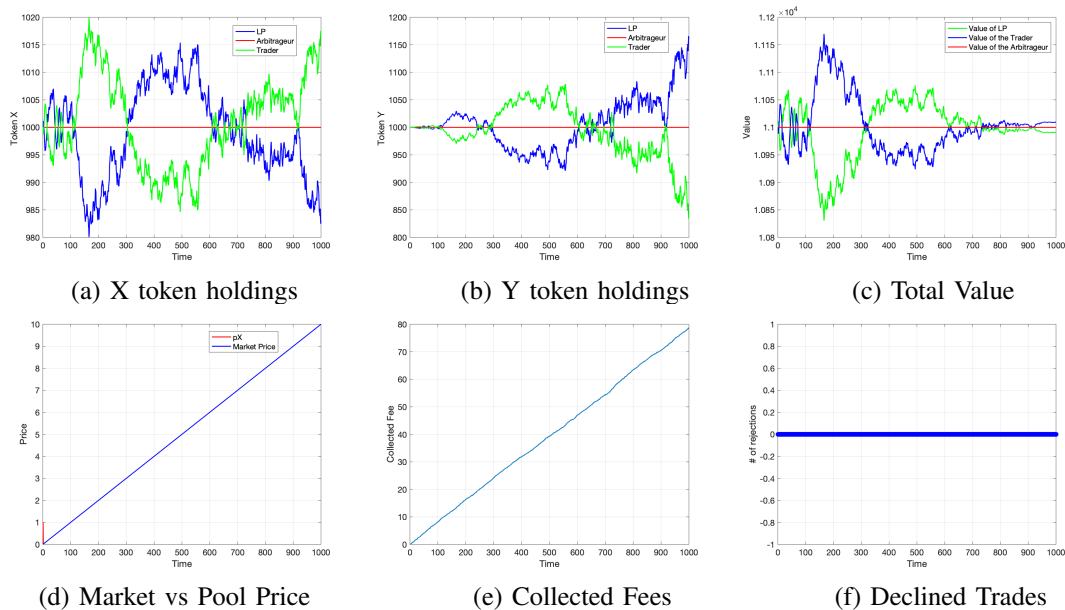 1020
1015
1010
1005
1000
995
990
985
980
Token X
0 100 200 300 400 500 600 700 800 900 1000
Time
LP
Arbitrageur
Trader
(a) X token holdings
1200
1150
1100
1050
1000
950
900
850
800
Token Y
0 100 200 300 400 500 600 700 800 900 1000
Time
LP
Arbitrageur
Trader
(b) Y token holdings
×10⁴
1.12
1.115
1.11
1.105
1.1
1.095
1.09
1.085
1.08
Value
0 100 200 300 400 500 600 700 800 900 1000
Time
Value of LP
Value of the Trader
Value of the Arbitrageur
(c) Total Value
10
9
8
7
6
5
4
3
2
1
0
Price
0 100 200 300 400 500 600 700 800 900 1000
Time
pX
Market Price
(d) Market vs Pool Price
80
70
60
50
40
30
20
10
0
Collected Fee
0 100 200 300 400 500 600 700 800 900 1000
Time
(e) Collected Fees
1
0.8
0.6
0.4
0.2
0
-0.2
-0.4
-0.6
-0.8
-1
# of rejections
0 100 200 300 400 500 600 700 800 900 1000
Time
(f) Declined Trades